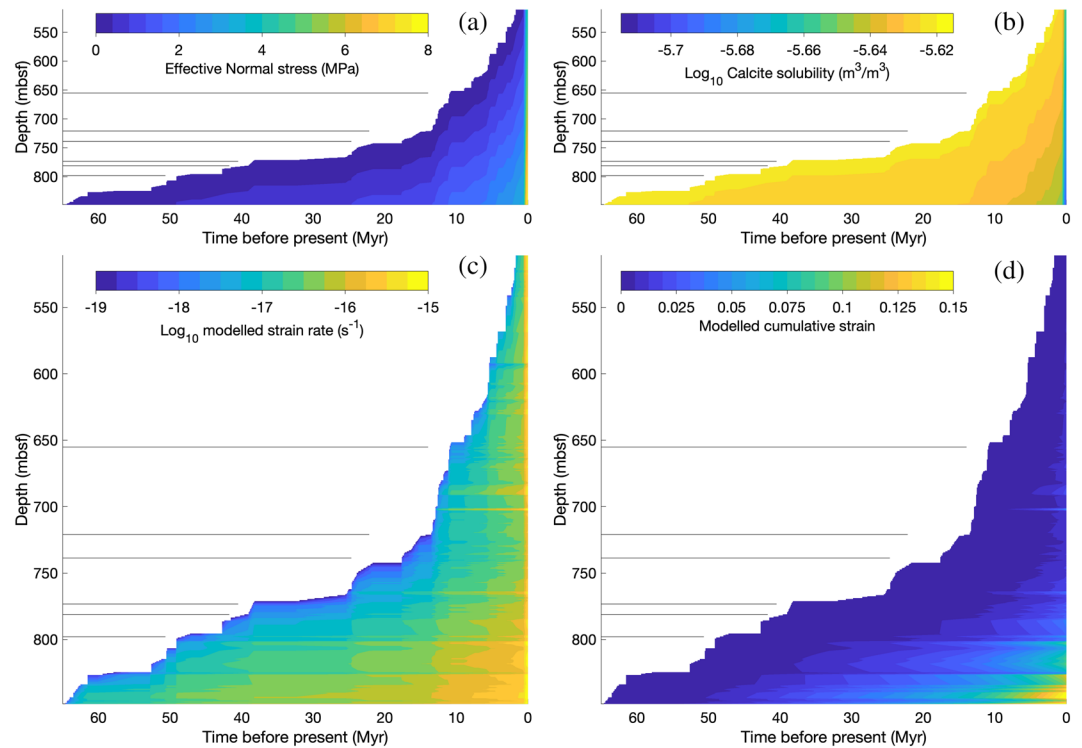 (a)
0 2 4 6 8
Effective Normal stress (MPa)
550
600
650
700
750
800
Depth (mbsf)
60 50 40 30 20 10 0
Time before present (Myr)
(b)
-5.7 -5.68 -5.66 -5.64 -5.62
Log10 Calcite solubility (m³/m³)
550
600
650
700
750
800
Depth (mbsf)
60 50 40 30 20 10 0
Time before present (Myr)
(c)
-19 -18 -17 -16 -15
Log10 modelled strain rate (s⁻¹)
550
600
650
700
750
800
Depth (mbsf)
60 50 40 30 20 10 0
Time before present (Myr)
(d)
0 0.025 0.05 0.075 0.1 0.125 0.15
Modelled cumulative strain
550
600
650
700
750
800
Depth (mbsf)
60 50 40 30 20 10 0
Time before present (Myr)